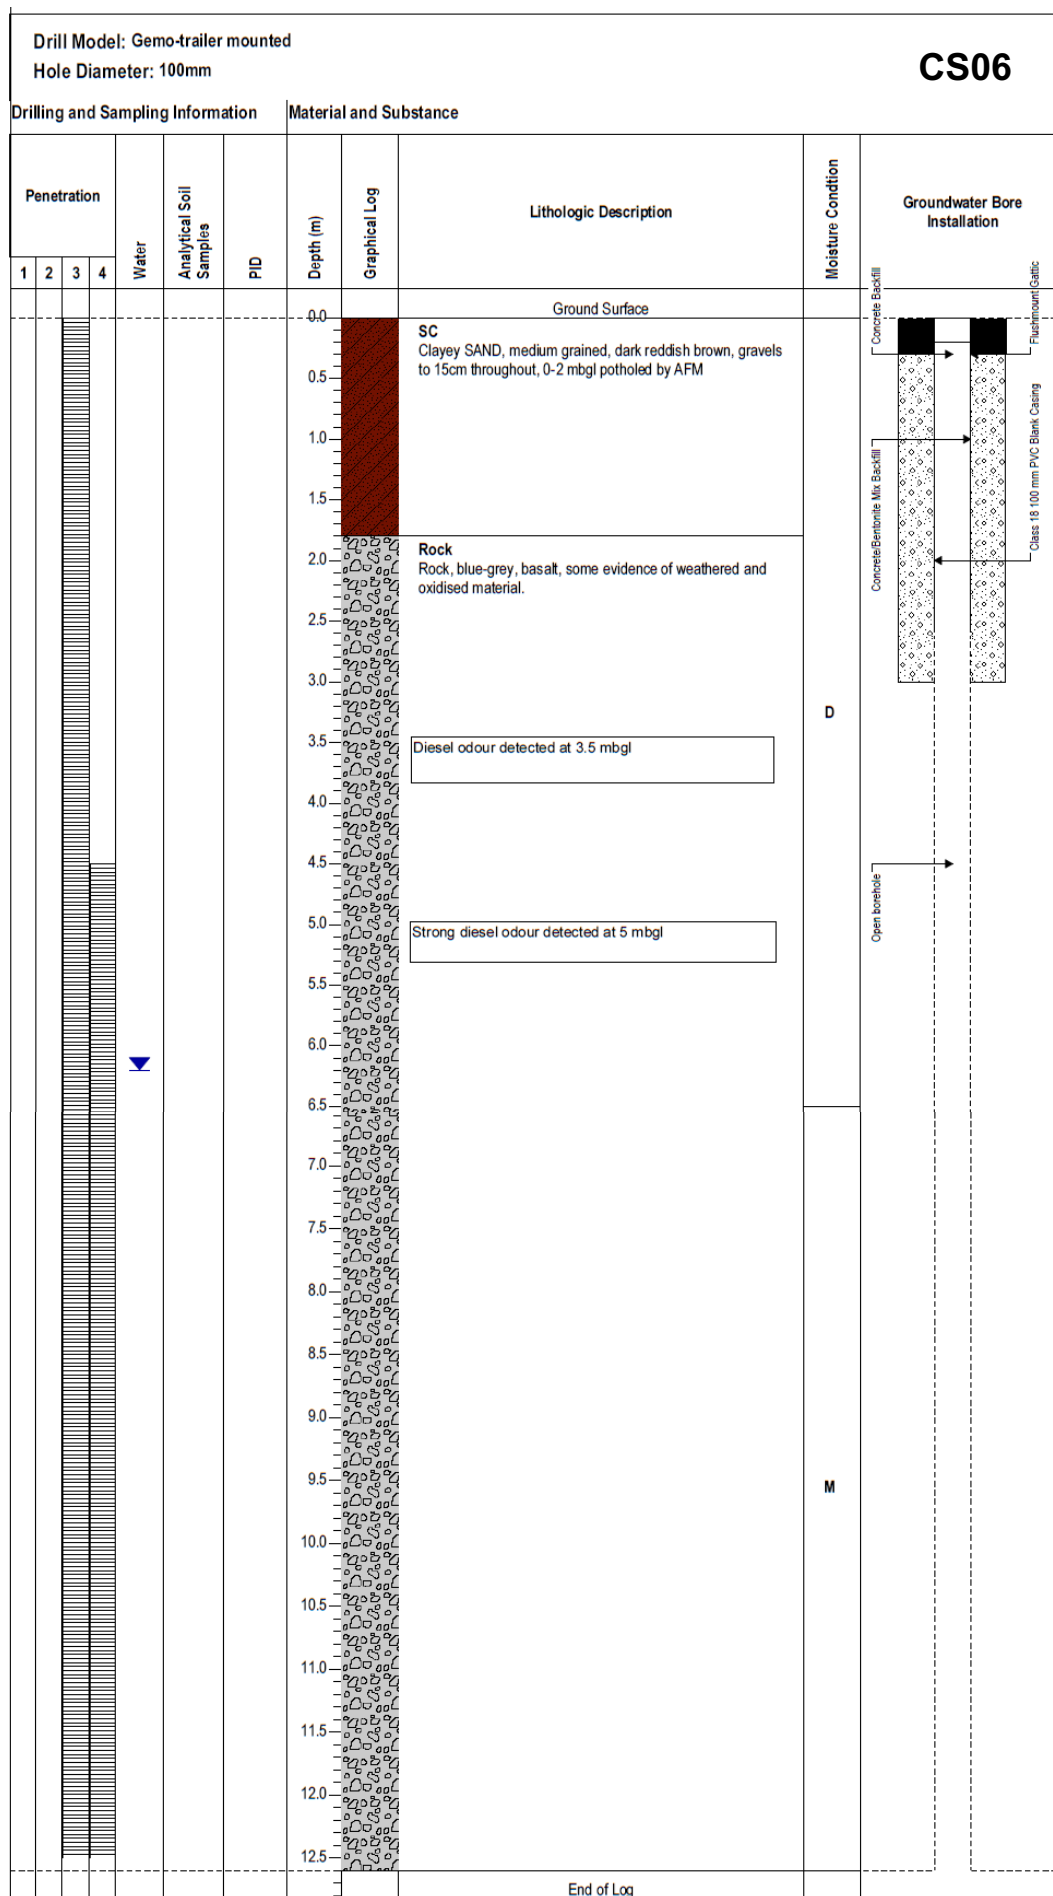 Drill Model: Gemo-trailer mounted
Hole Diameter: 100mm
CS06
Drilling and Sampling Information
Material and Substance
Penetration
1 2 3 4
Water
Analytical Soil
Samples
PID
Depth (m)
Graphical Log
Lithologic Description
Moisture Condtion
Groundwater Bore
Installation
Concrete Backfill
Flushmount Gattic
Ground Surface
0.0
SC
Clayey SAND, medium grained, dark reddish brown, gravels
to 15cm throughout, 0-2 mbgl potholed by AFM
0.5
1.0
1.5
Concrete/Bentonite Mix Backfill
Class 18 100 mm PVC Blank Casing
Rock
Rock, blue-grey, basalt, some evidence of weathered and
oxidised material.
2.0
2.5
3.0
D
3.5
Diesel odour detected at 3.5 mbgl
4.0
4.5
Open borehole
5.0
Strong diesel odour detected at 5 mbgl
5.5
6.0
6.5
7.0
7.5
8.0
8.5
9.0
9.5
M
10.0
10.5
11.0
11.5
12.0
12.5
End of Log